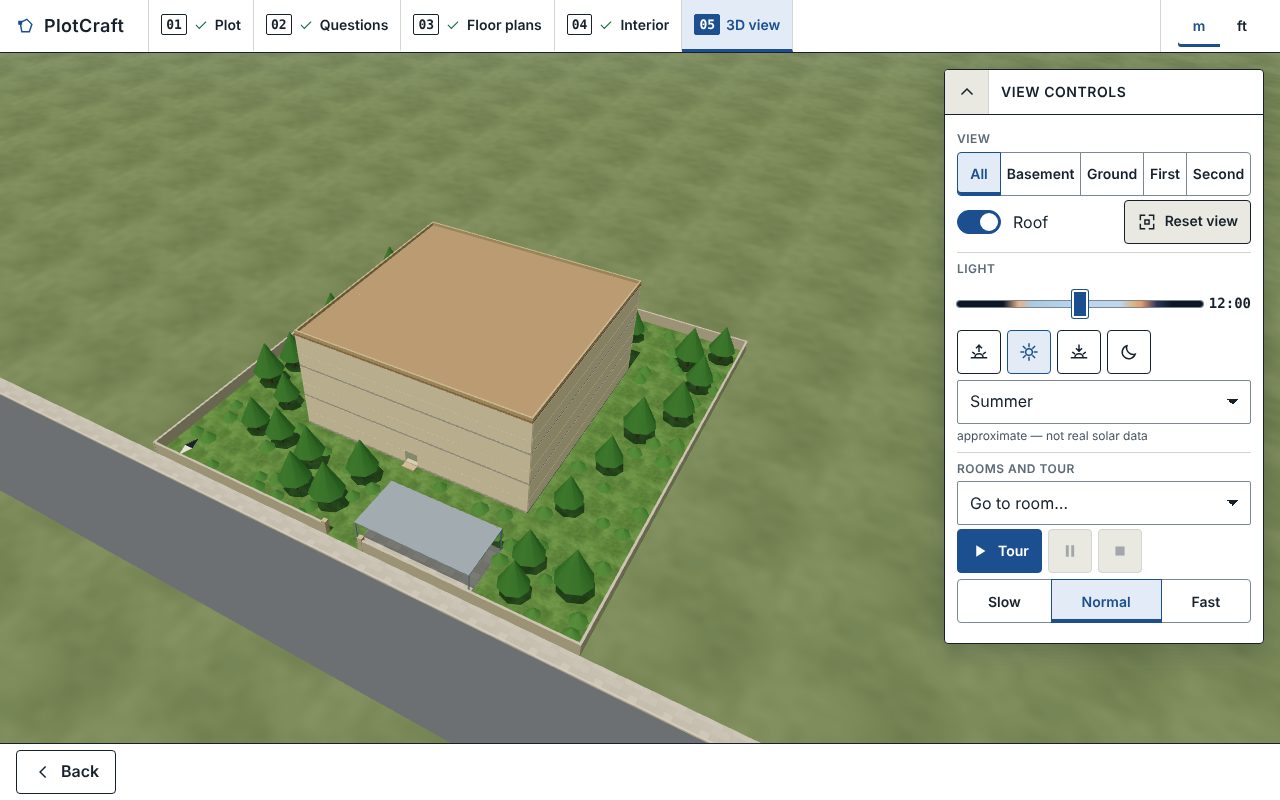 PlotCraft
01 Plot
02 Questions
03 Floor plans
04 Interior
05 3D view
m
ft
VIEW CONTROLS
VIEW
All
Basement
Ground
First
Second
Roof
Reset view
LIGHT
12:00
Summer
approximate — not real solar data
ROOMS AND TOUR
Go to room...
Tour
Slow
Normal
Fast
Back